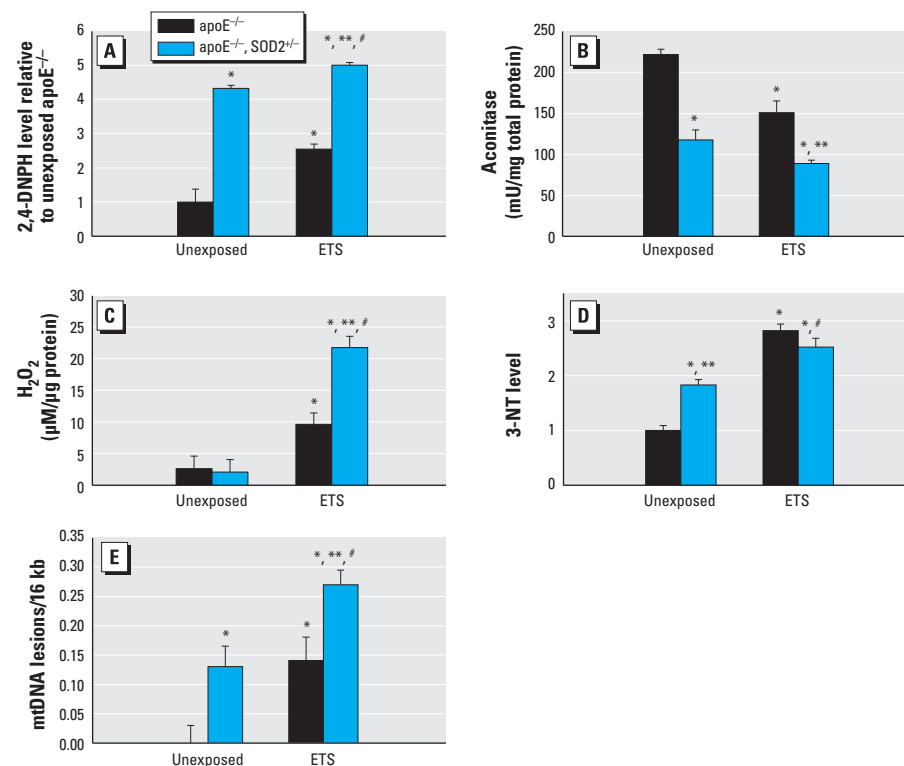 apoE–/–
apoE–/–, SOD2+/–
A
2,4-DNPH level relative
to unexposed apoE–/–
6
5
4
3
2
1
0
*
*
*, **, #
Unexposed
ETS
B
Aconitase
(mU/mg total protein)
250
200
150
100
50
0
*
*
*, **
Unexposed
ETS
C
H2O2
(µM/µg protein)
30
25
20
15
10
5
0
*
*, **, #
Unexposed
ETS
D
3-NT level
3
2
1
0
*, **
*
*, #
Unexposed
ETS
E
mtDNA lesions/16 kb
0.35
0.30
0.25
0.20
0.15
0.10
0.05
0.00
*
*
*, **, #
Unexposed
ETS